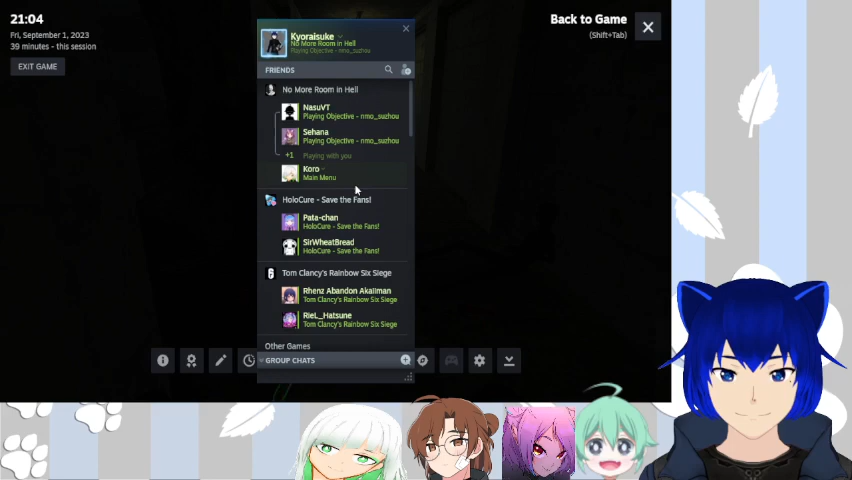 21:04
Fri, September 1, 2023
39 minutes - this session
EXIT GAME
Back to Game
(Shift+Tab)
Kyoraisuke
No More Room in Hell
Playing Objective - nmo_suzhou
FRIENDS
No More Room in Hell
NasuVT
Playing Objective - nmo_suzhou
Sehana
Playing Objective - nmo_suzhou
+1 Playing with you
Koro
Main Menu
HoloCure - Save the Fans!
Pata-chan
HoloCure - Save the Fans!
SirWheatBread
HoloCure - Save the Fans!
Tom Clancy's Rainbow Six Siege
Rhenz Abandon Akaiiman
Tom Clancy's Rainbow Six Siege
RieL_Hatsune
Tom Clancy's Rainbow Six Siege
Other Games
GROUP CHATS